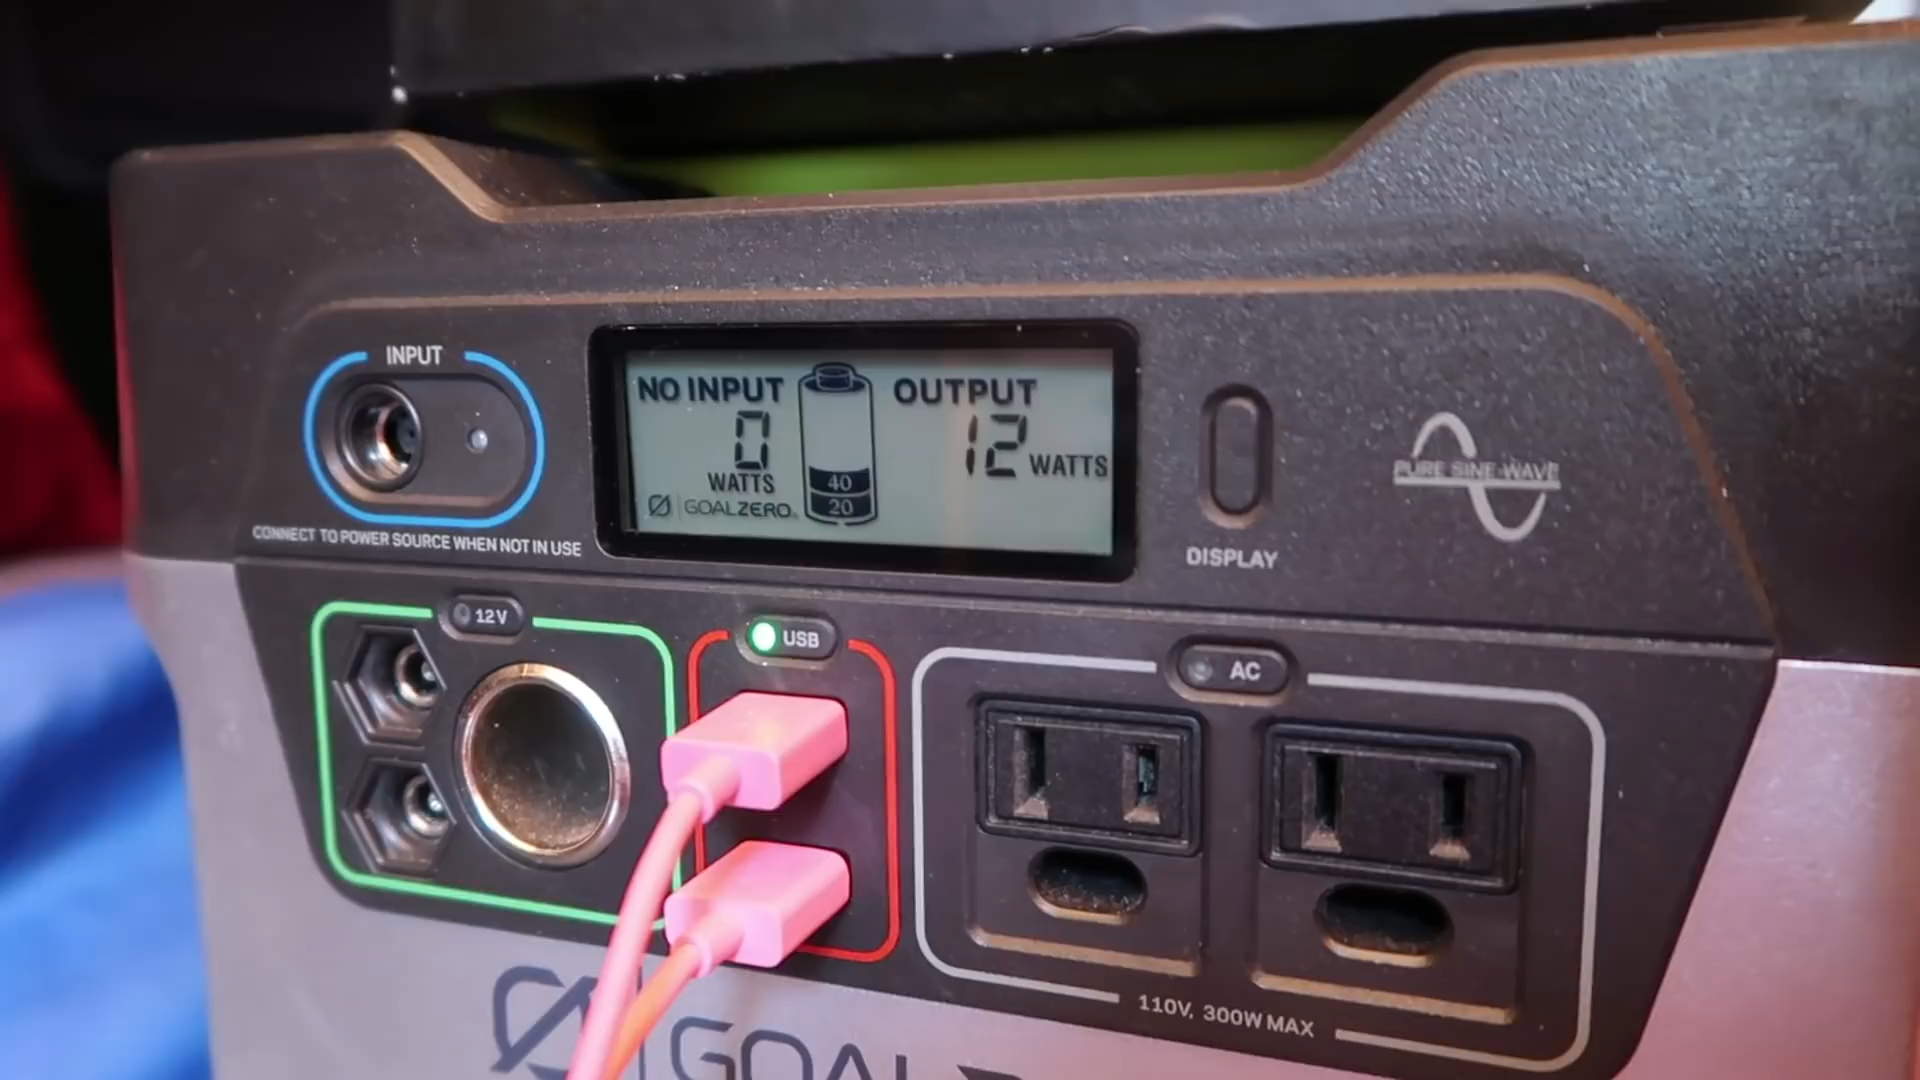 INPUT
CONNECT TO POWER SOURCE WHEN NOT IN USE
NO INPUT
0
WATTS
GOALZERO
40
20
OUTPUT
12 WATTS
DISPLAY
PURE SINE WAVE
12V
USB
AC
110V, 300W MAX
GOAL